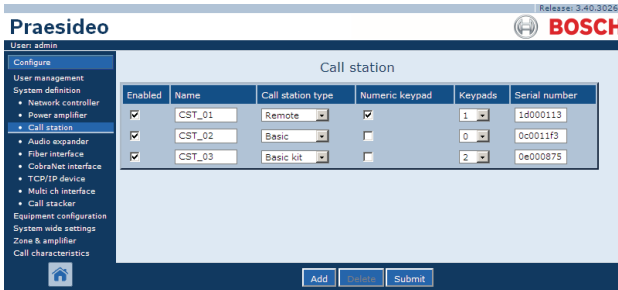 Release: 3.40.3026
Praesideo
BOSCH
User: admin
Configure
User management
System definition
• Network controller
• Power amplifier
• Call station
• Audio expander
• Fiber interface
• CobraNet interface
• TCP/IP device
• Multi ch interface
• Call stacker
Equipment configuration
System wide settings
Zone & amplifier
Call characteristics
Call station
Enabled Name Call station type Numeric keypad Keypads Serial number
CST_01 Remote 1 1d000113
CST_02 Basic 0 0c0011f3
CST_03 Basic kit 2 0e000875
Add Delete Submit